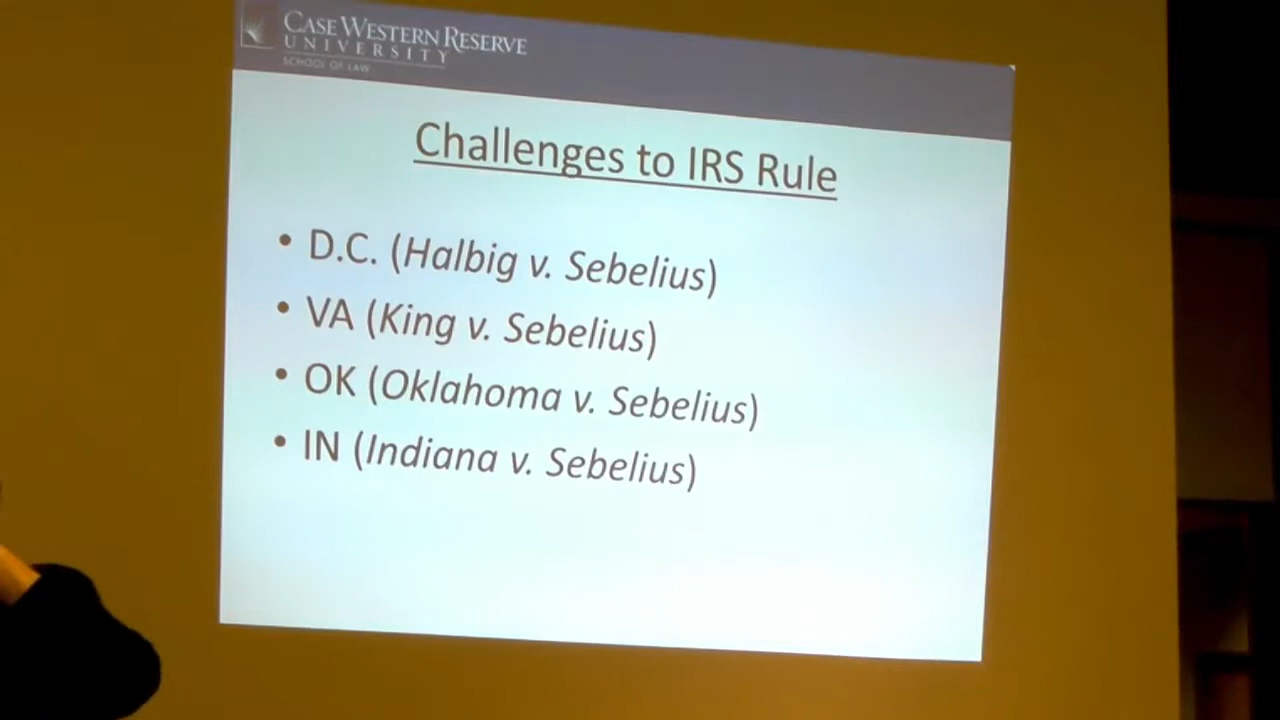 CASE WESTERN RESERVE
UNIVERSITY
SCHOOL OF LAW
Challenges to IRS Rule
• D.C. (Halbig v. Sebelius)
• VA (King v. Sebelius)
• OK (Oklahoma v. Sebelius)
• IN (Indiana v. Sebelius)